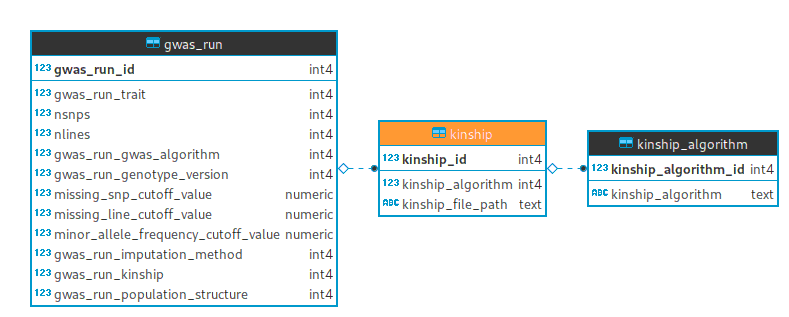 gwas_run
123 gwas_run_id int4
123 gwas_run_trait int4
123 nsnps int4
123 nlines int4
123 gwas_run_gwas_algorithm int4
123 gwas_run_genotype_version int4
123 missing_snp_cutoff_value numeric
123 missing_line_cutoff_value numeric
123 minor_allele_frequency_cutoff_value numeric
123 gwas_run_imputation_method int4
123 gwas_run_kinship int4
123 gwas_run_population_structure int4
kinship
123 kinship_id int4
123 kinship_algorithm int4
ABC kinship_file_path text
kinship_algorithm
123 kinship_algorithm_id int4
ABC kinship_algorithm text